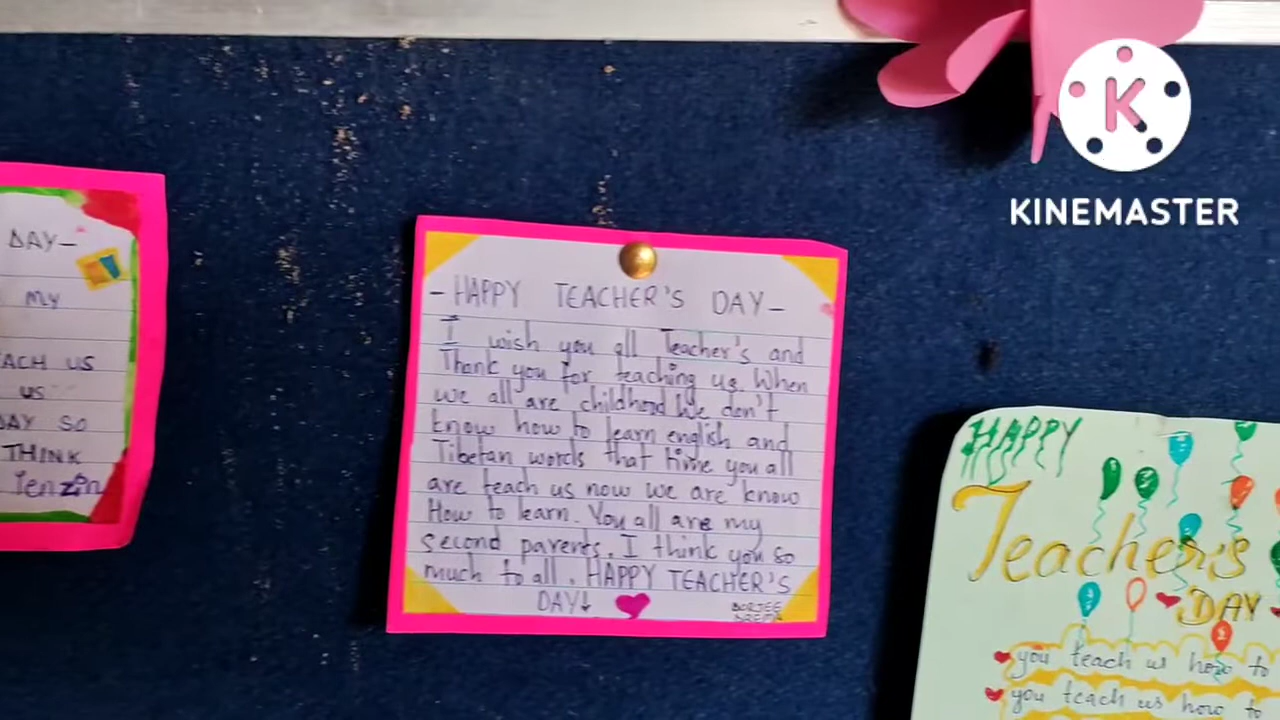 DAY-
MY
ACH US
US
DAY SO
THINK
Tenzin
- HAPPY TEACHER'S DAY -
I wish you all Teacher's and
Thank you for teaching us. When
we all are childhood We don't
know how to learn english and
Tibetan words that time you all
are teach us now we are know
How to learn. You all are my
second parents. I think you so
much to all. HAPPY TEACHER'S
DAY!
HAPPY
Teacher's
DAY
you teach us how to
you teach us how to
KINEMASTER